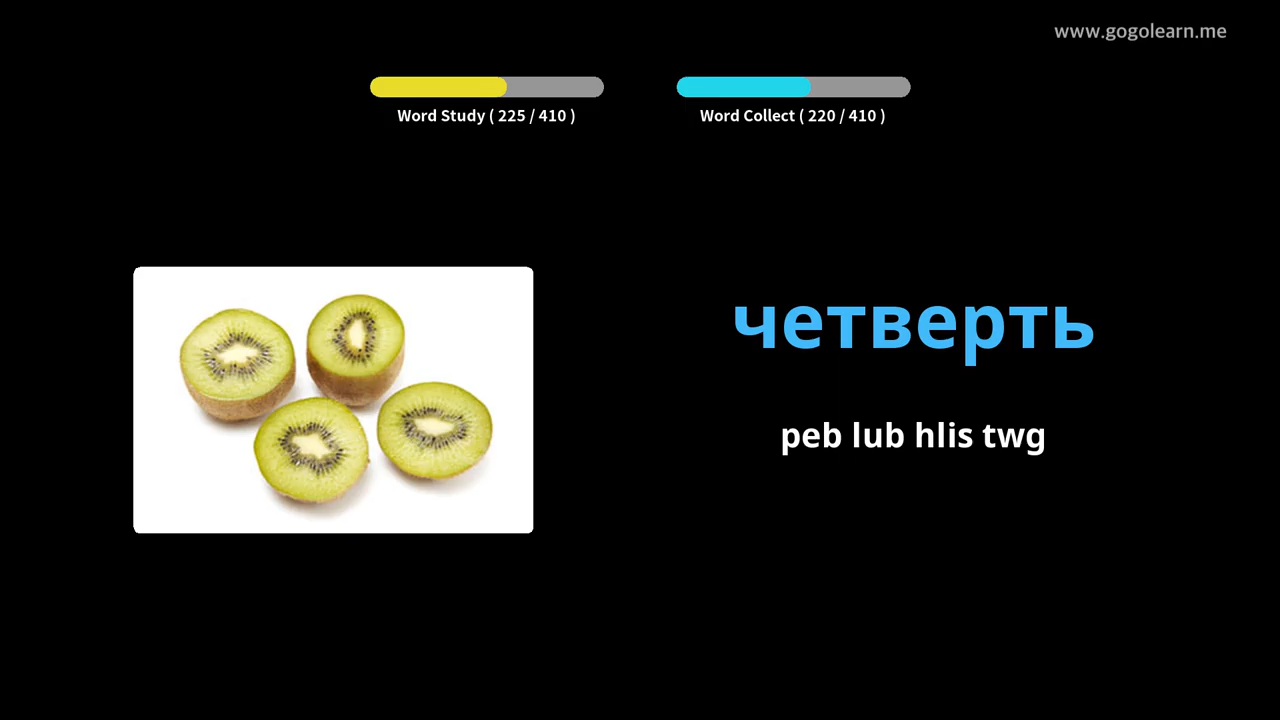 www.gogolearn.me
Word Study ( 225 / 410 )
Word Collect ( 220 / 410 )
четверть
peb lub hlis twg